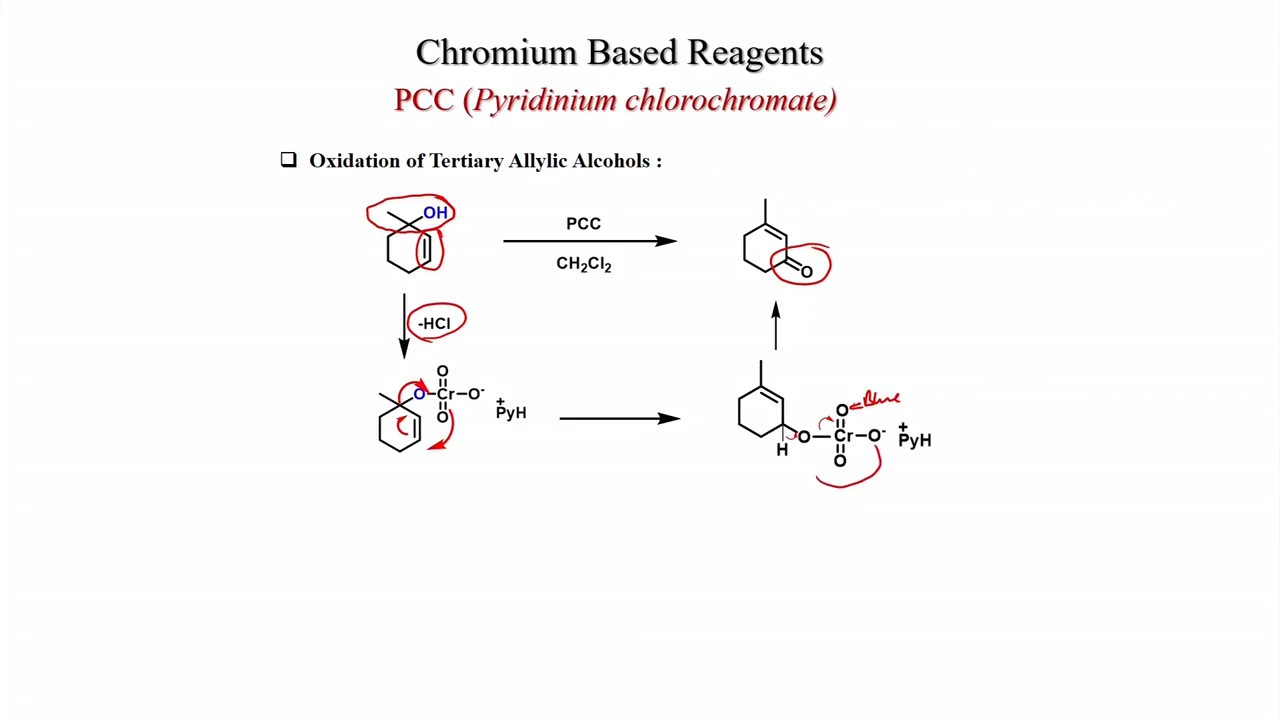 Chromium Based Reagents
PCC (Pyridinium chlorochromate)
❑ Oxidation of Tertiary Allylic Alcohols :
OH
PCC
CH₂Cl₂
O
-HCl
O
O-Cr-O⁻
O
+
PyH
O Blue
H O-Cr-O⁻
O
+
PyH